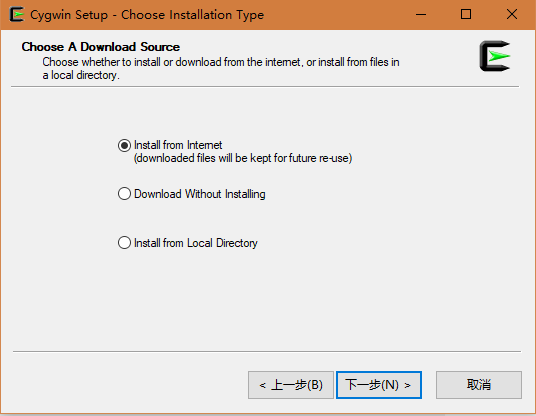 Cygwin Setup - Choose Installation Type
Choose A Download Source
Choose whether to install or download from the internet, or install from files in
a local directory.
Install from Internet
(downloaded files will be kept for future re-use)
Download Without Installing
Install from Local Directory
< 上一步(B)
下一步(N) >
取消